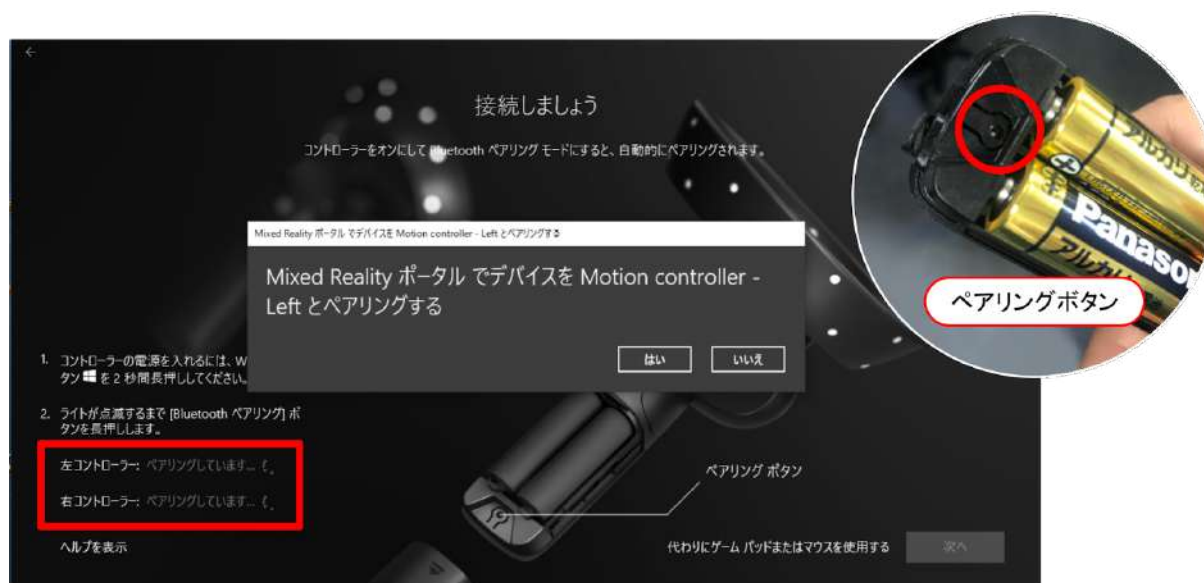 接続しましょう
コントローラーをオンにして Bluetooth ペアリング モードにすると、自動的にペアリングされます。
Mixed Reality ポータル でデバイスを Motion controller - Left とペアリングする
Mixed Reality ポータル でデバイスを Motion controller -
Left とペアリングする
はい
いいえ
1. コントローラーの電源を入れるには、W
タン を 2 秒間長押ししてください。
2. ライトが点滅するまで [Bluetooth ペアリング] ボ
タンを長押しします。
左コントローラー: ペアリングしています...
右コントローラー: ペアリングしています...
ヘルプを表示
ペアリング ボタン
代わりにゲーム パッドまたはマウスを使用する
次へ
アルカリ
Panaso
アルカリ
ペアリングボタン